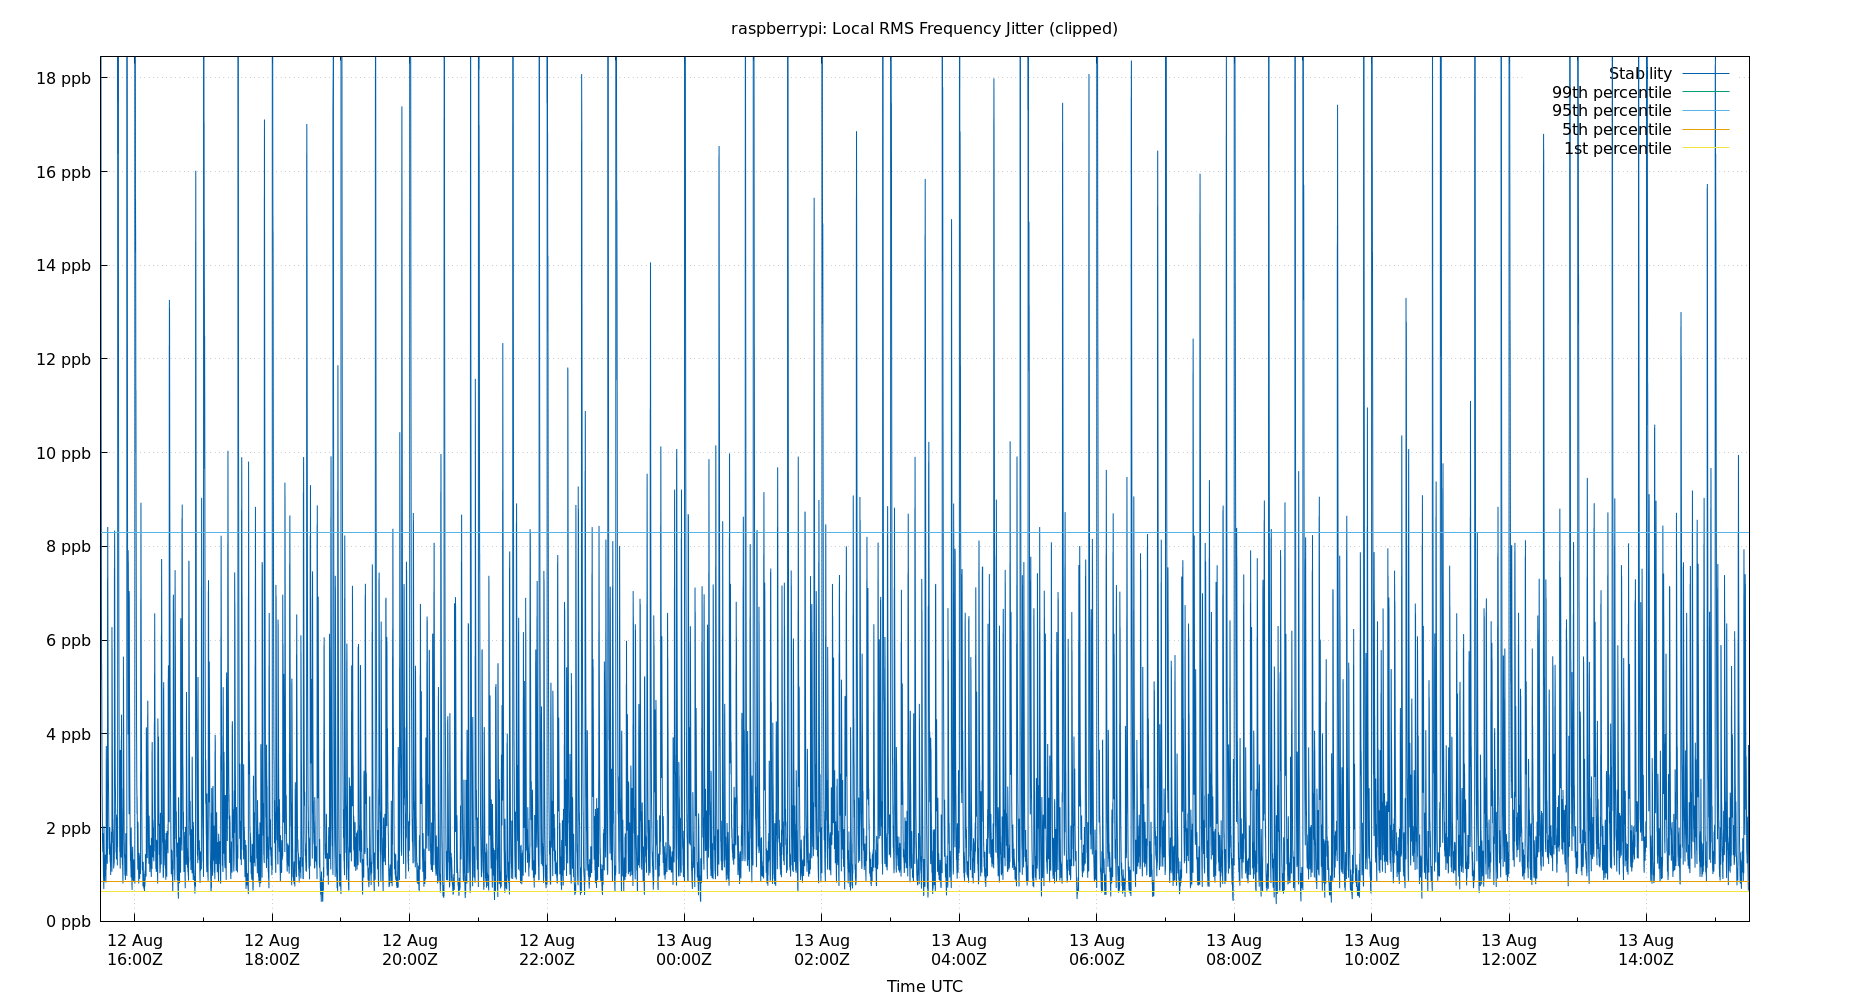 raspberrypi: Local RMS Frequency Jitter (clipped)
Stability
99th percentile
95th percentile
5th percentile
1st percentile
18 ppb
16 ppb
14 ppb
12 ppb
10 ppb
8 ppb
6 ppb
4 ppb
2 ppb
0 ppb
12 Aug 12 Aug 12 Aug 12 Aug 13 Aug 13 Aug 13 Aug 13 Aug 13 Aug 13 Aug 13 Aug 13 Aug
16:00Z 18:00Z 20:00Z 22:00Z 00:00Z 02:00Z 04:00Z 06:00Z 08:00Z 10:00Z 12:00Z 14:00Z
Time UTC